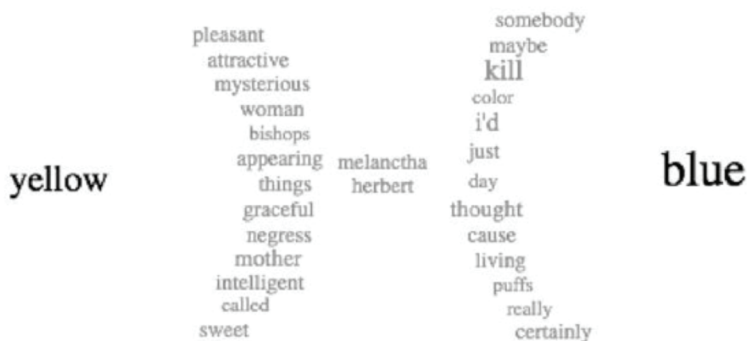 yellow
pleasant
attractive
mysterious
woman
bishops
appearing
things
graceful
negress
mother
intelligent
called
sweet
melanctha
herbert
somebody
maybe
kill
color
i'd
just
day
thought
cause
living
puffs
really
certainly
blue